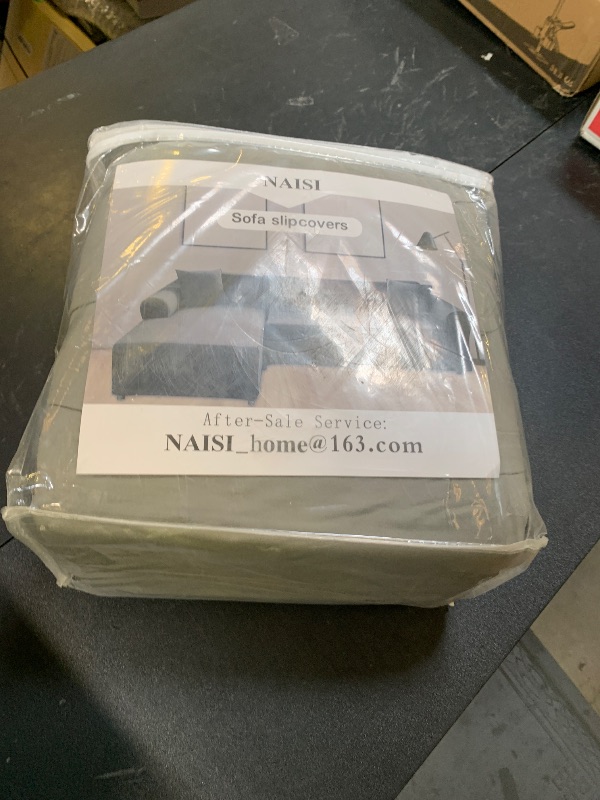 NAISI
Sofa slipcovers
After-Sale Service:
NAISI_home@163.com